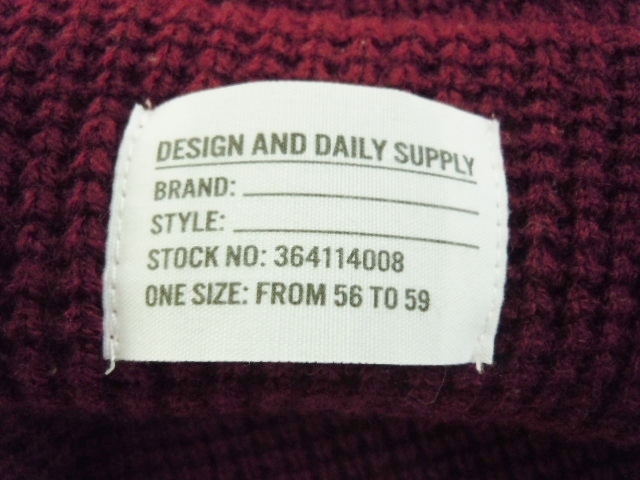 DESIGN AND DAILY SUPPLY
BRAND:
STYLE:
STOCK NO: 364114008
ONE SIZE: FROM 56 TO 59